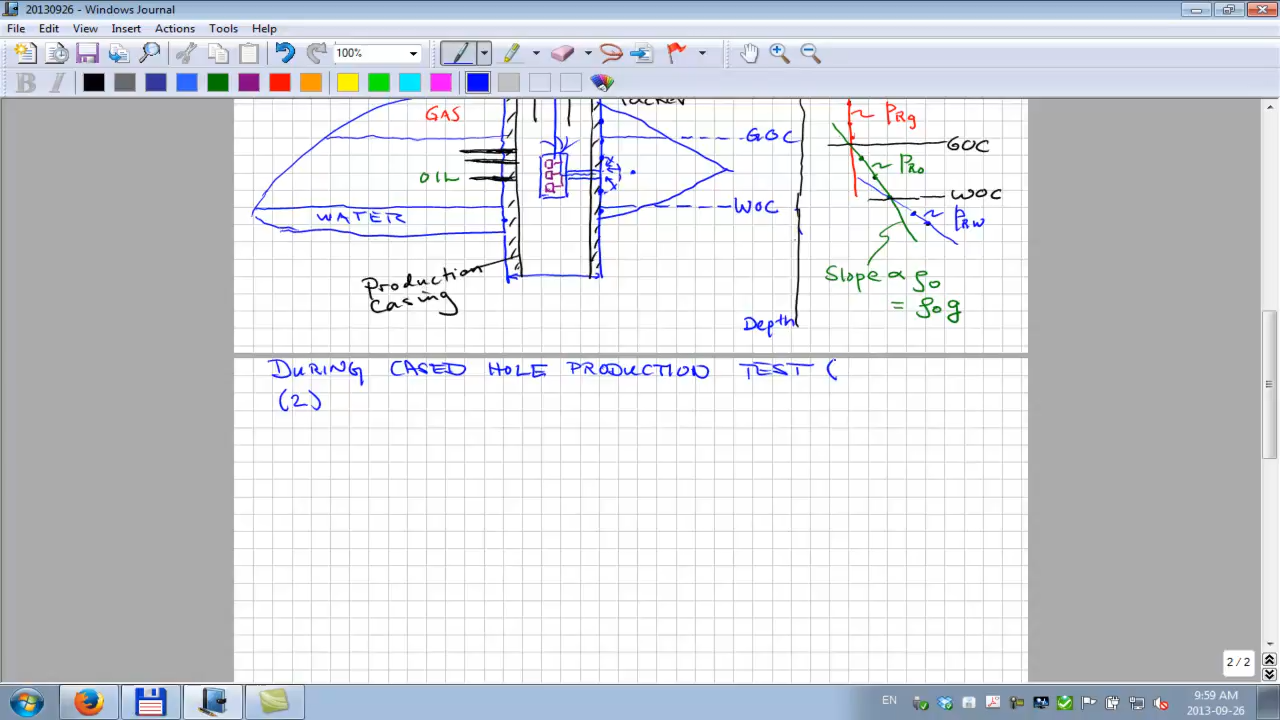 20130926 - Windows Journal
File Edit View Insert Actions Tools Help
100%
B I
Packer
GAS
GOC
OIL
WOC
WATER
Production
Casing
Depth
PRg
GOC
PRo
WOC
PRW
Slope ∝ ρo
= ρo g
DURING CASED HOLE PRODUCTION TEST (
(2)
2 / 2
EN
9:59 AM
2013-09-26